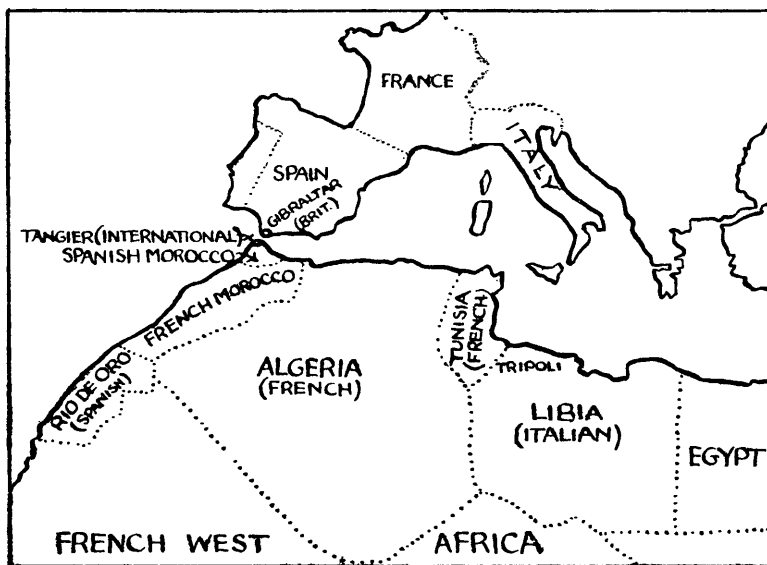 FRANCE
ITALY
SPAIN
GIBRALTAR
(BRIT.)
TANGIER (INTERNATIONAL)
SPANISH MOROCCO
FRENCH MOROCCO
RIO DE ORO
(SPANISH)
ALGERIA
(FRENCH)
TUNISIA
(FRENCH)
TRIPOLI
LIBIA
(ITALIAN)
EGYPT
FRENCH WEST AFRICA